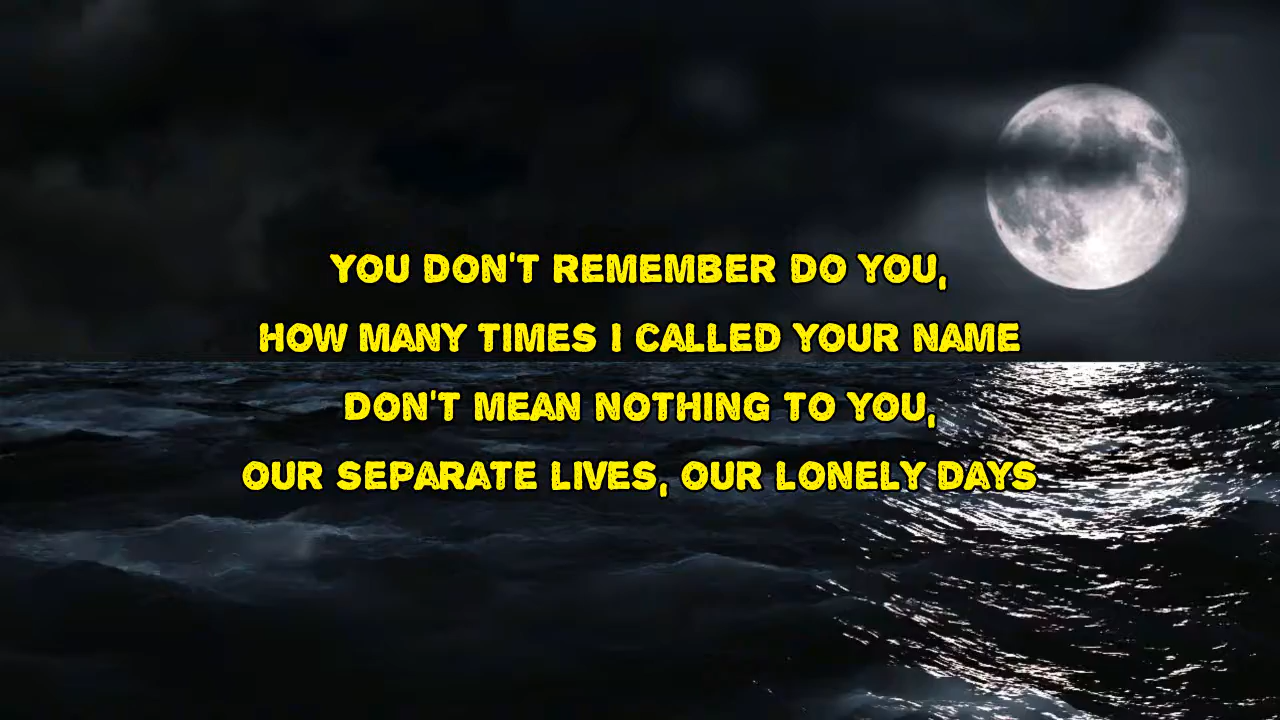 YOU DON'T REMEMBER DO YOU,
HOW MANY TIMES I CALLED YOUR NAME
DON'T MEAN NOTHING TO YOU,
OUR SEPARATE LIVES, OUR LONELY DAYS